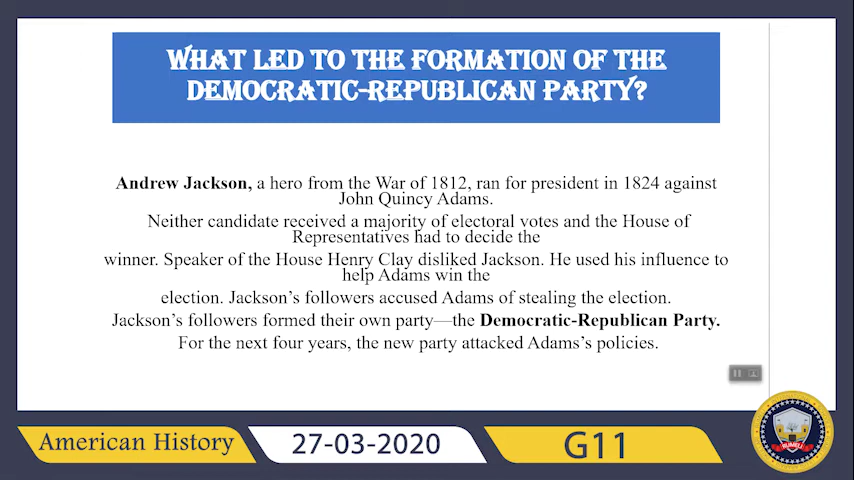 WHAT LED TO THE FORMATION OF THE
DEMOCRATIC-REPUBLICAN PARTY?
Andrew Jackson, a hero from the War of 1812, ran for president in 1824 against
John Quincy Adams.
Neither candidate received a majority of electoral votes and the House of
Representatives had to decide the
winner. Speaker of the House Henry Clay disliked Jackson. He used his influence to
help Adams win the
election. Jackson's followers accused Adams of stealing the election.
Jackson's followers formed their own party—the Democratic-Republican Party.
For the next four years, the new party attacked Adams's policies.
American History
27-03-2020
G11
RUMELI